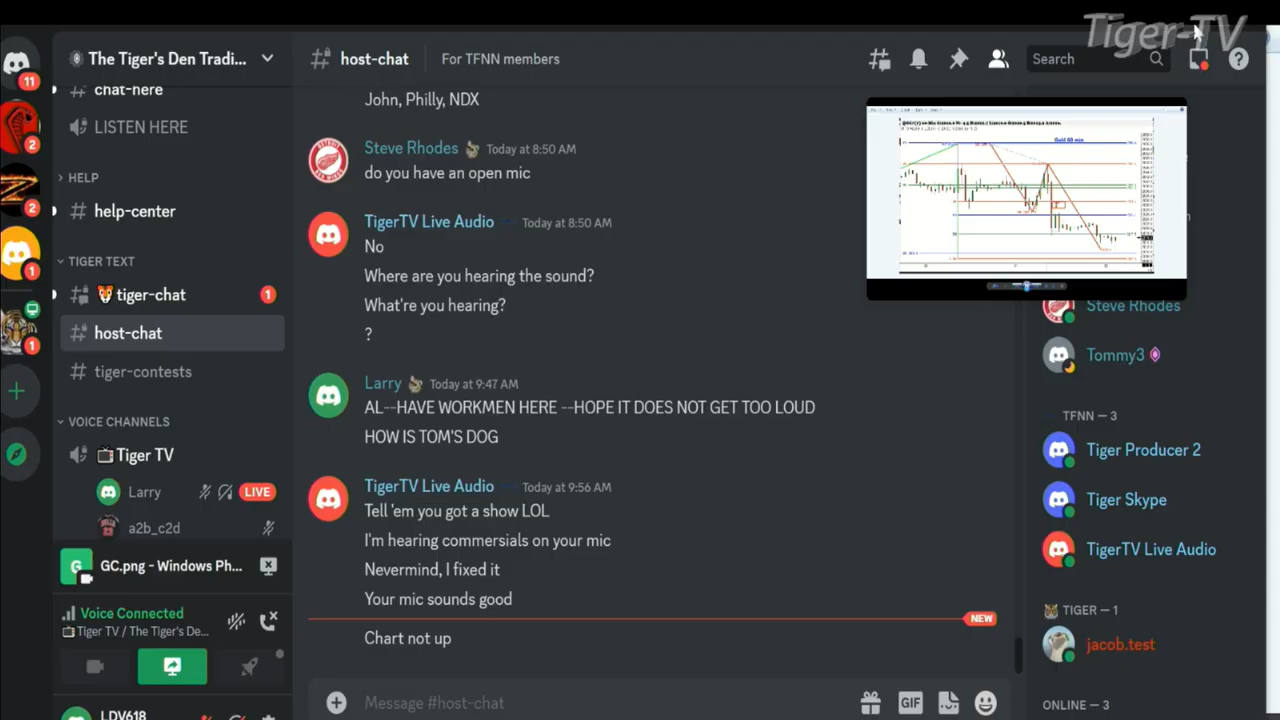 Tiger-TV
The Tiger's Den Tradi...
host-chat
For TFNN members
Search
11
2
2
1
1
LISTEN HERE
HELP
help-center
TIGER TEXT
tiger-chat
1
host-chat
tiger-contests
VOICE CHANNELS
Tiger TV
Larry
LIVE
a2b_c2d
GC.png - Windows Ph...
Voice Connected
Tiger TV / The Tiger's De...
LDV618
John, Philly, NDX
Steve Rhodes Today at 8:50 AM
do you have an open mic
TigerTV Live Audio Today at 8:50 AM
No
Where are you hearing the sound?
What're you hearing?
?
Larry Today at 9:47 AM
AL--HAVE WORKMEN HERE --HOPE IT DOES NOT GET TOO LOUD
HOW IS TOM'S DOG
TigerTV Live Audio Today at 9:56 AM
Tell 'em you got a show LOL
I'm hearing commersials on your mic
Nevermind, I fixed it
Your mic sounds good
NEW
Chart not up
Message #host-chat
GIF
Gold 60 min
Steve Rhodes
Tommy3
TFNN — 3
Tiger Producer 2
Tiger Skype
TigerTV Live Audio
TIGER — 1
jacob.test
ONLINE — 3